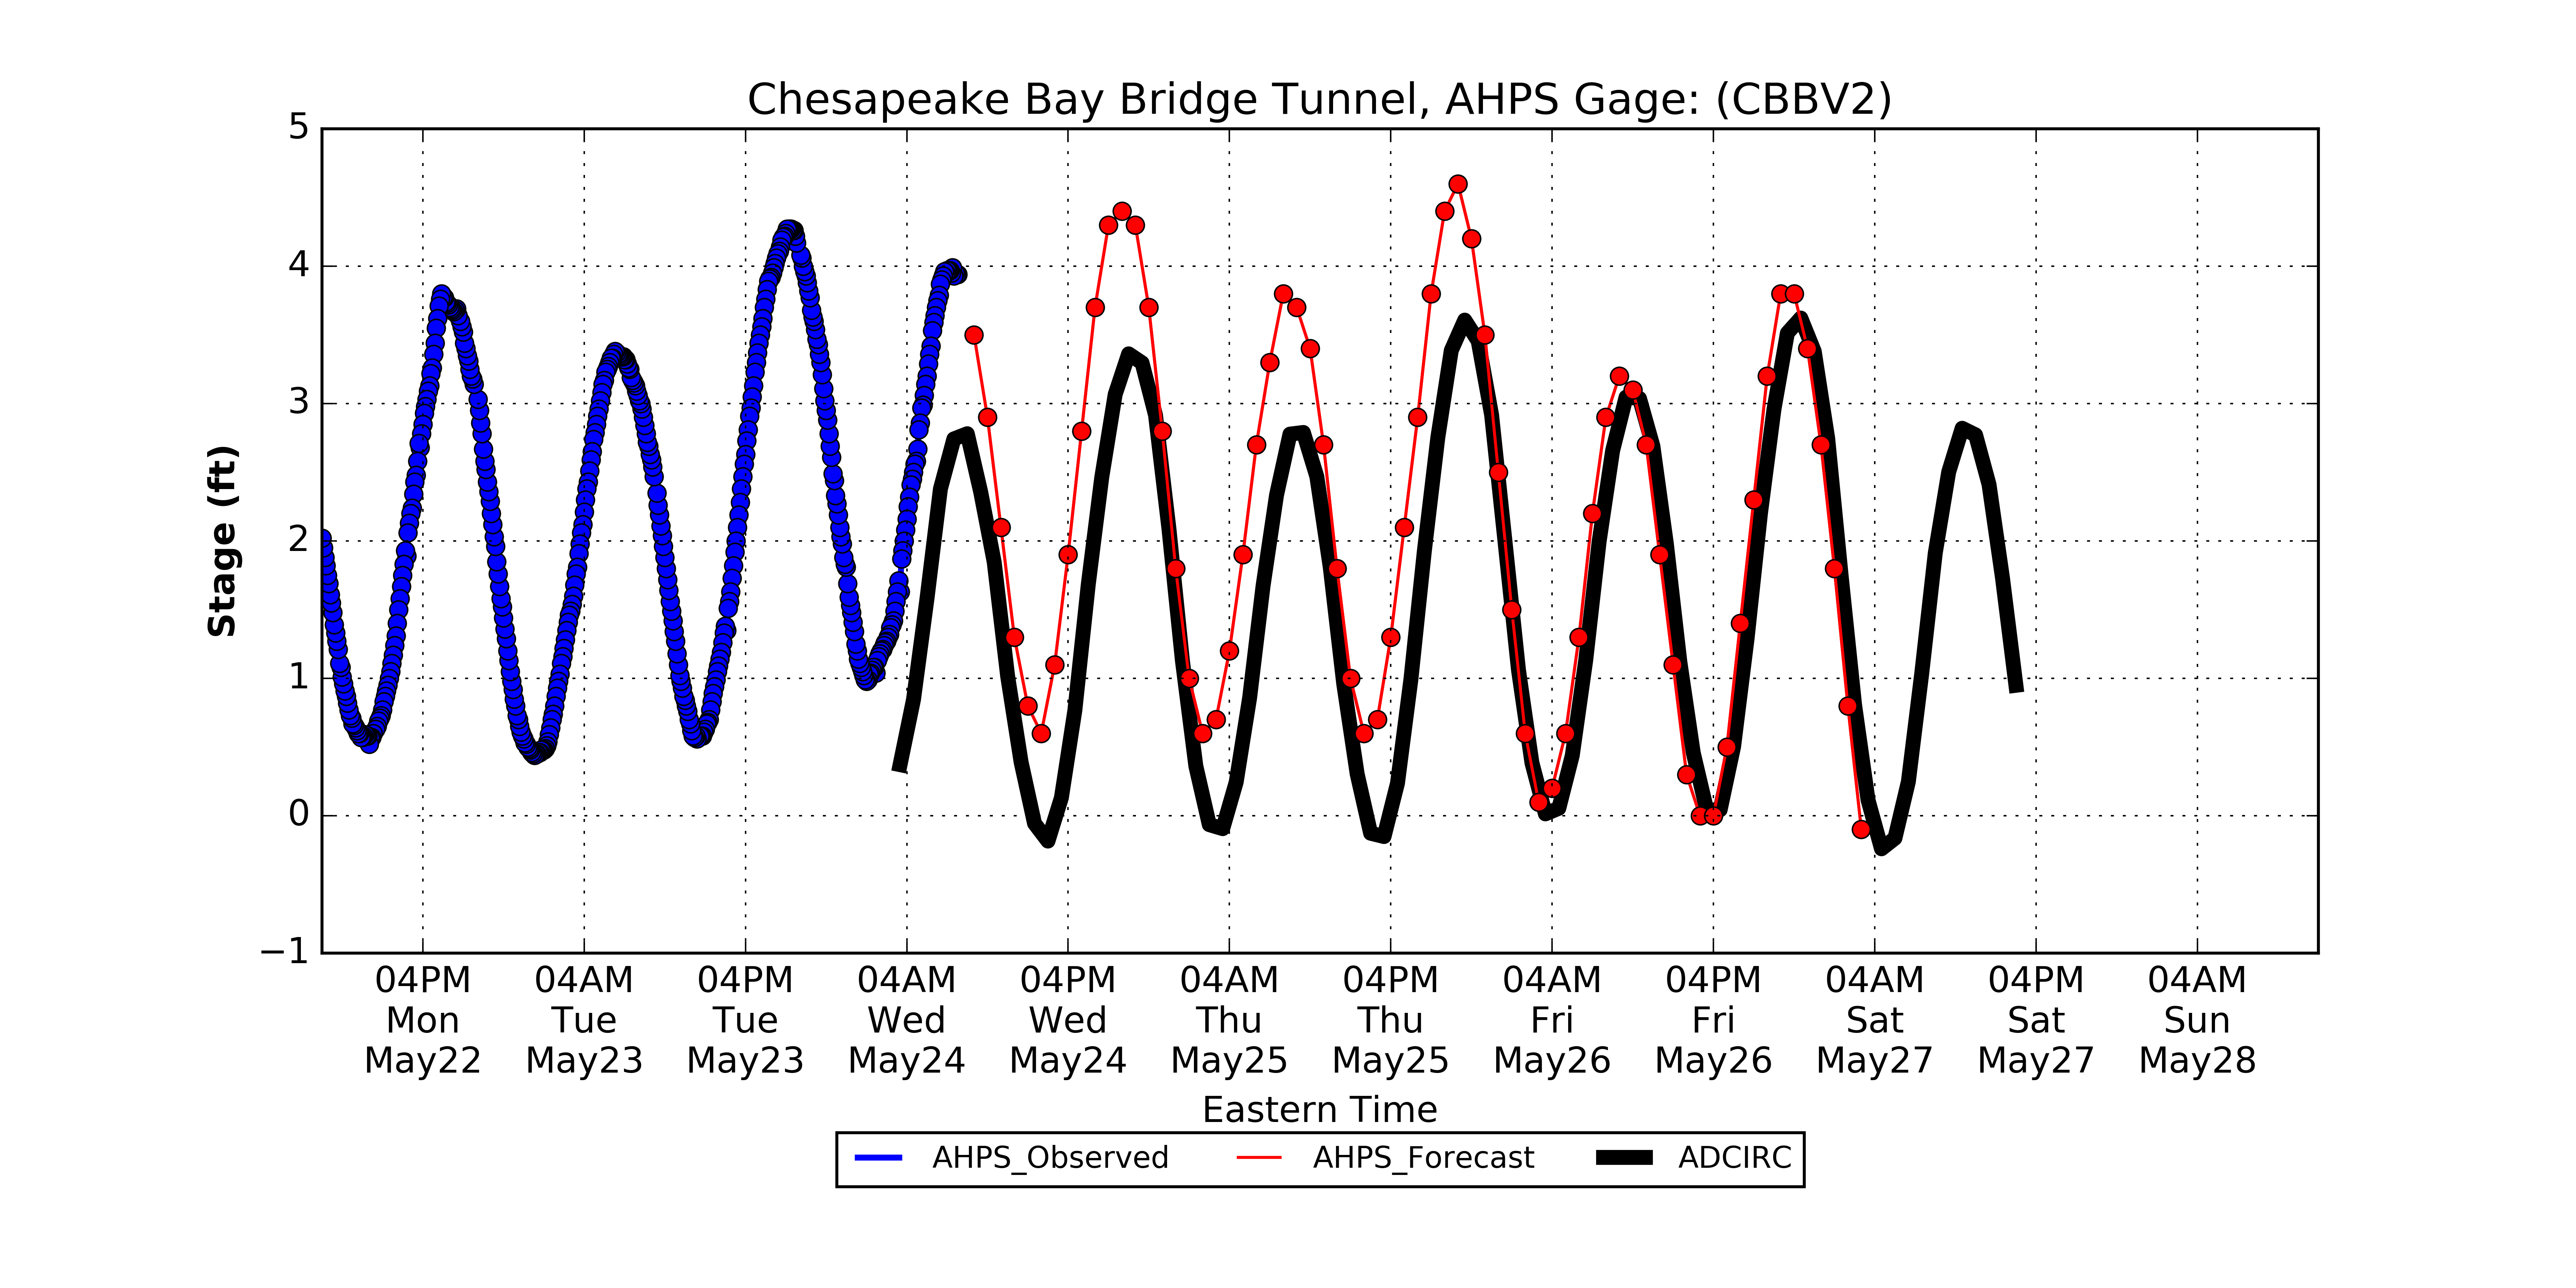 Chesapeake Bay Bridge Tunnel, AHPS Gage: (CBBV2)
5
4
3
2
1
0
−1
Stage (ft)
04PM 04AM 04PM 04AM 04PM 04AM 04PM 04AM 04PM 04AM 04PM 04AM
Mon Tue Tue Wed Wed Thu Thu Fri Fri Sat Sat Sun
May22 May23 May23 May24 May24 May25 May25 May26 May26 May27 May27 May28
Eastern Time
AHPS_Observed AHPS_Forecast ADCIRC